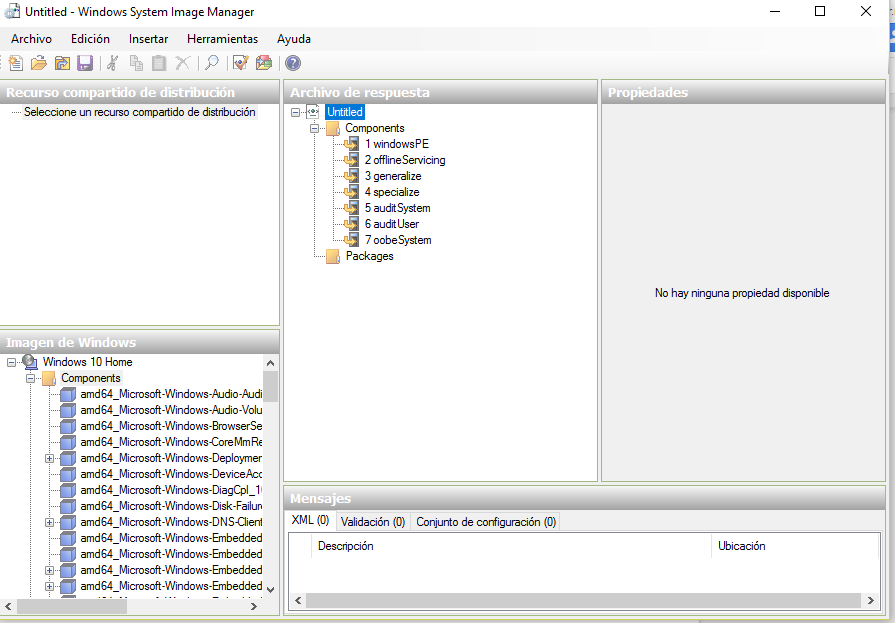 Untitled - Windows System Image Manager
Archivo Edición Insertar Herramientas Ayuda
Recurso compartido de distribución
Seleccione un recurso compartido de distribución
Archivo de respuesta
Untitled
Components
1 windowsPE
2 offlineServicing
3 generalize
4 specialize
5 auditSystem
6 auditUser
7 oobeSystem
Packages
Propiedades
No hay ninguna propiedad disponible
Imagen de Windows
Windows 10 Home
Components
amd64_Microsoft-Windows-Audio-Audi
amd64_Microsoft-Windows-Audio-Volu
amd64_Microsoft-Windows-BrowserSe
amd64_Microsoft-Windows-CoreMmRe
amd64_Microsoft-Windows-Deploymen
amd64_Microsoft-Windows-DeviceAcc
amd64_Microsoft-Windows-DiagCpl_1
amd64_Microsoft-Windows-Disk-Failure
amd64_Microsoft-Windows-DNS-Client
amd64_Microsoft-Windows-Embedded
amd64_Microsoft-Windows-Embedded
amd64_Microsoft-Windows-Embedded
amd64_Microsoft-Windows-Embedded
Mensajes
XML (0) Validación (0) Conjunto de configuración (0)
Descripción Ubicación